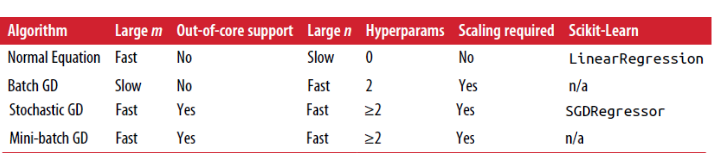 Algorithm Large m Out-of-core support Large n Hyperparams Scaling required Scikit-Learn
Normal Equation Fast No Slow 0 No LinearRegression
Batch GD Slow No Fast 2 Yes n/a
Stochastic GD Fast Yes Fast ≥2 Yes SGDRegressor
Mini-batch GD Fast Yes Fast ≥2 Yes n/a